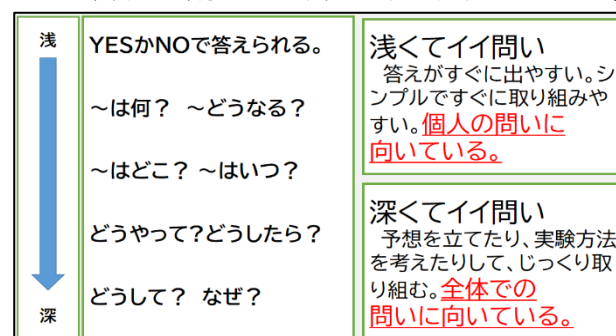 浅
YESかNOで答えられる。
～は何？ ～どうなる？
～はどこ？ ～はいつ？
どうやって？どうしたら？
どうして？ なぜ？
深
浅くてイイ問い
答えがすぐに出やすい。シ
ンプルですぐに取り組みや
すい。個人の問いに
向いている。
深くてイイ問い
予想を立てたり、実験方法
を考えたりして、じっくり取
り組む。全体での
問いに向いている。